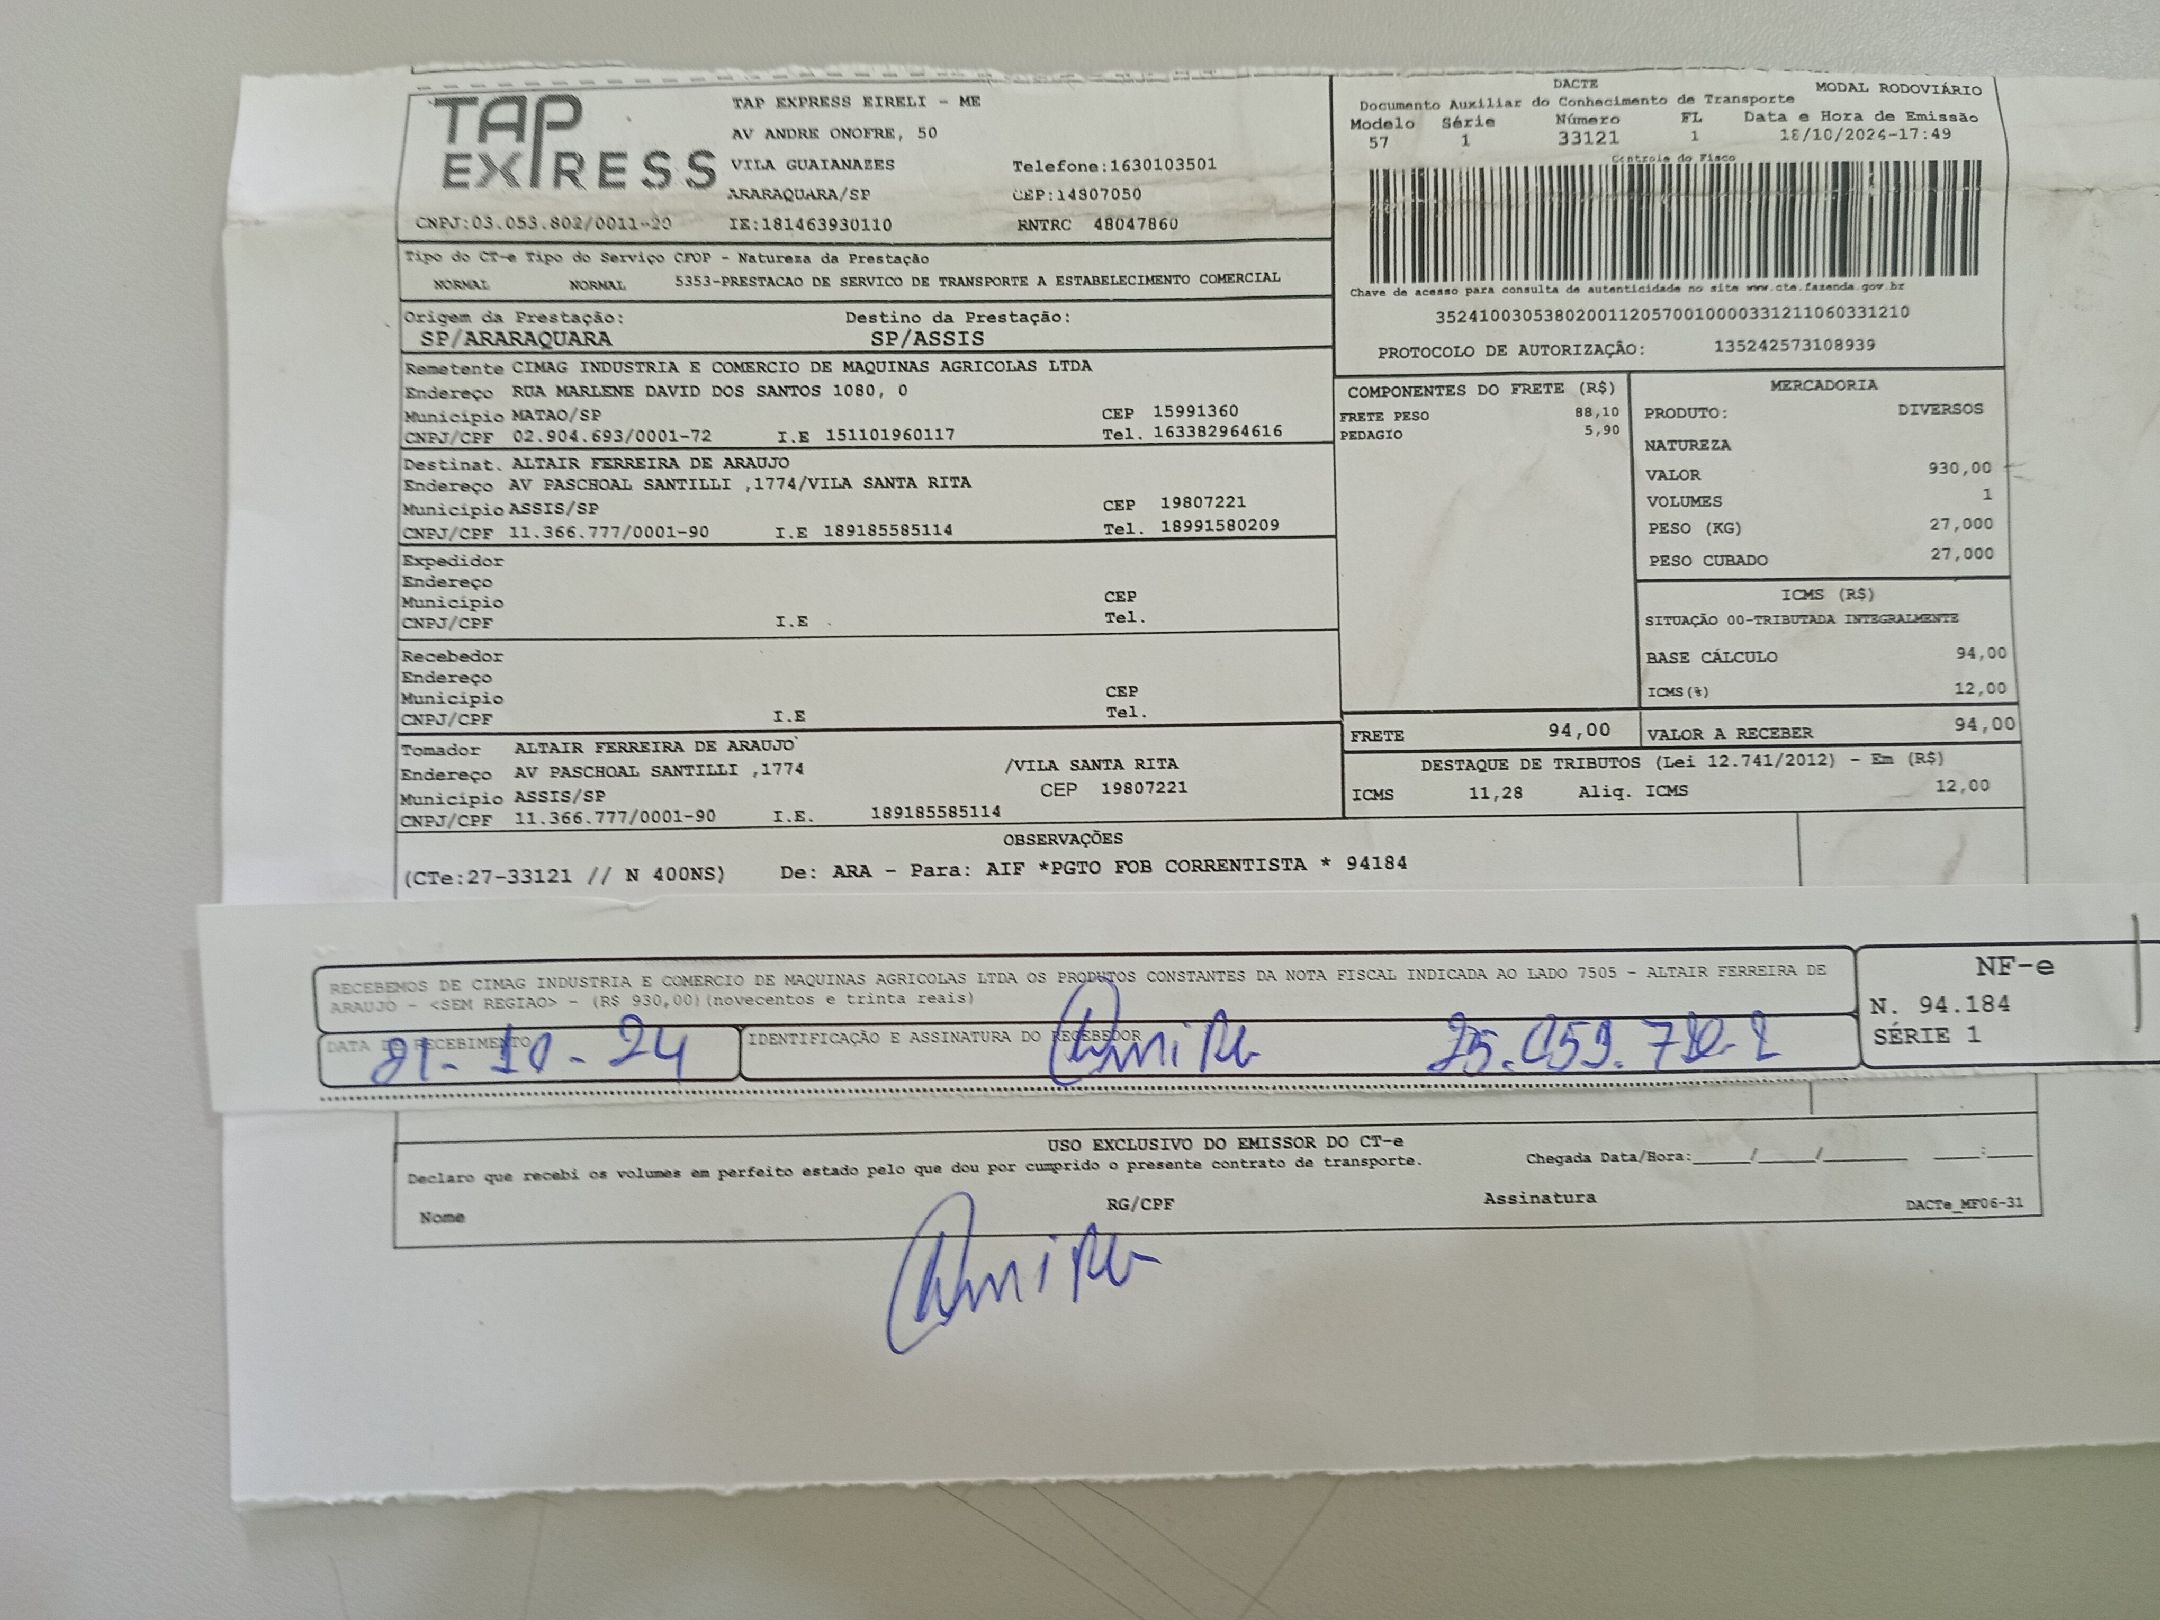 TAP EXPRESS
TAP EXPRESS EIRELI - ME
AV ANDRE ONOFRE, 50
VILA GUAIANAZES Telefone:1630103501
ARARAQUARA/SP CEP:14807050
CNPJ:03.053.802/0011-20 IE:181463930110 RNTRC 48047860
DACTE MODAL RODOVIÁRIO
Documento Auxiliar do Conhecimento de Transporte
Modelo Série Número FL Data e Hora de Emissão
57 1 33121 1 18/10/2024-17:49
Controle do Fisco
Chave de acesso para consulta de autenticidade no site www.cte.fazenda.gov.br
35241003053802001120570010000331211060331210
PROTOCOLO DE AUTORIZAÇÃO: 135242573108939
Tipo do CT-e Tipo do Serviço CFOP - Natureza da Prestação
NORMAL NORMAL 5353-PRESTACAO DE SERVICO DE TRANSPORTE A ESTABELECIMENTO COMERCIAL
Origem da Prestação: Destino da Prestação:
SP/ARARAQUARA SP/ASSIS
Remetente CIMAG INDUSTRIA E COMERCIO DE MAQUINAS AGRICOLAS LTDA
Endereço RUA MARLENE DAVID DOS SANTOS 1080, 0
Município MATAO/SP CEP 15991360
CNPJ/CPF 02.904.693/0001-72 I.E 151101960117 Tel. 163382964616
Destinat. ALTAIR FERREIRA DE ARAUJO
Endereço AV PASCHOAL SANTILLI ,1774/VILA SANTA RITA
Município ASSIS/SP CEP 19807221
CNPJ/CPF 11.366.777/0001-90 I.E 189185585114 Tel. 18991580209
Expedidor
Endereço
Município CEP
CNPJ/CPF I.E Tel.
Recebedor
Endereço
Município CEP
CNPJ/CPF I.E Tel.
Tomador ALTAIR FERREIRA DE ARAUJO
Endereço AV PASCHOAL SANTILLI ,1774 /VILA SANTA RITA
Município ASSIS/SP CEP 19807221
CNPJ/CPF 11.366.777/0001-90 I.E. 189185585114
COMPONENTES DO FRETE (R$)
FRETE PESO 88,10
PEDAGIO 5,90
MERCADORIA
PRODUTO: DIVERSOS
NATUREZA
VALOR 930,00
VOLUMES 1
PESO (KG) 27,000
PESO CUBADO 27,000
ICMS (R$)
SITUAÇÃO 00-TRIBUTADA INTEGRALMENTE
BASE CÁLCULO 94,00
ICMS(%) 12,00
FRETE 94,00 VALOR A RECEBER 94,00
DESTAQUE DE TRIBUTOS (Lei 12.741/2012) - Em (R$)
ICMS 11,28 Aliq. ICMS 12,00
OBSERVAÇÕES
(CTe:27-33121 // N 400NS) De: ARA - Para: AIF *PGTO FOB CORRENTISTA * 94184
RECEBEMOS DE CIMAG INDUSTRIA E COMERCIO DE MAQUINAS AGRICOLAS LTDA OS PRODUTOS CONSTANTES DA NOTA FISCAL INDICADA AO LADO 7505 - ALTAIR FERREIRA DE
ARAUJO - <SEM REGIAO> - (R$ 930,00)(novecentos e trinta reais)
DATA DE RECEBIMENTO IDENTIFICAÇÃO E ASSINATURA DO RECEBEDOR
21-10-24
NF-e
N. 94.184
SÉRIE 1
USO EXCLUSIVO DO EMISSOR DO CT-e
Declaro que recebi os volumes em perfeito estado pelo que dou por cumprido o presente contrato de transporte. Chegada Data/Hora:____/____/____ ____:____
Nome RG/CPF Assinatura DACTe_MF06-31